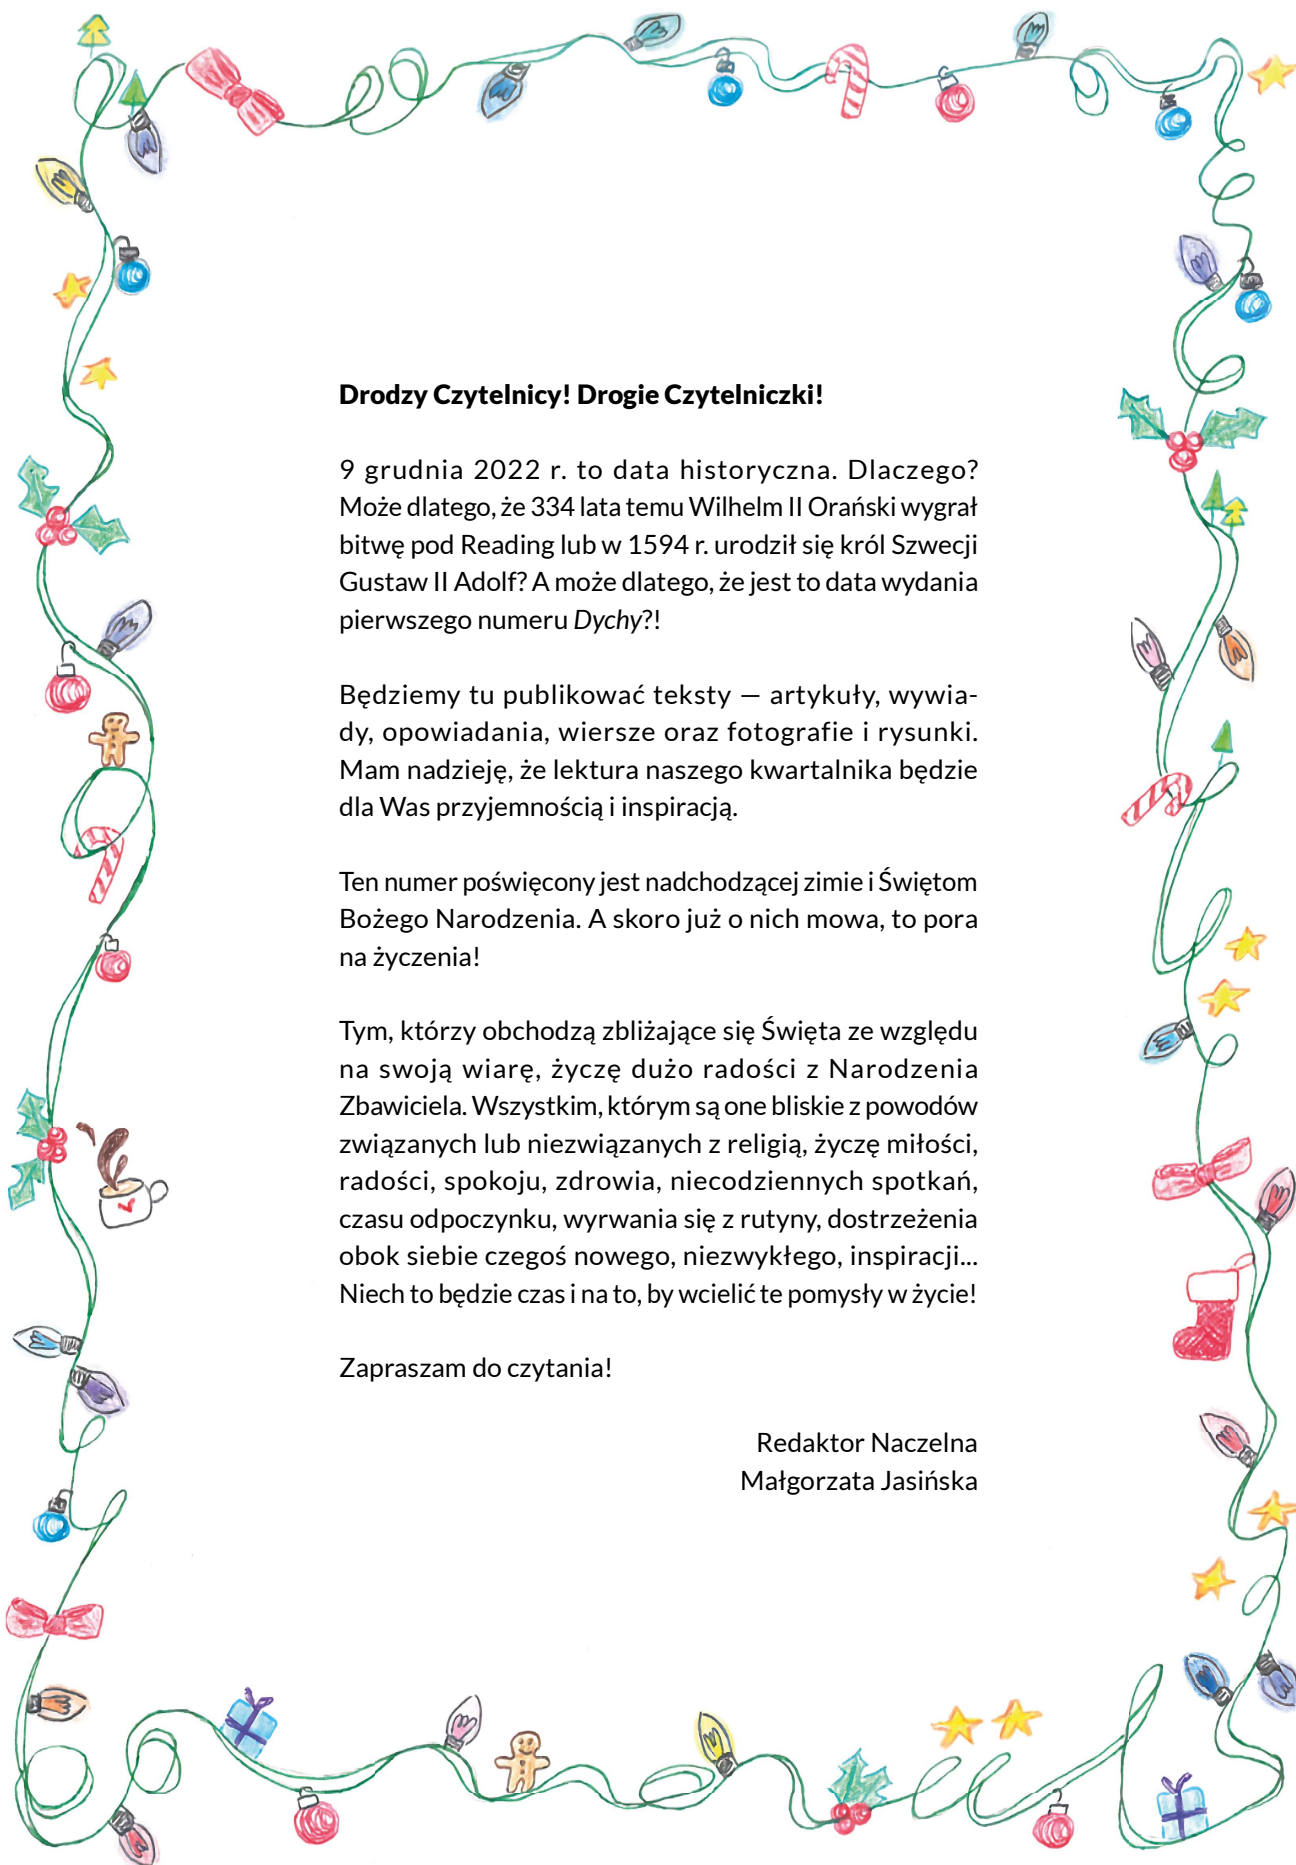 Drodzy Czytelnicy! Drogie Czytelniczki!
9 grudnia 2022 r. to data historyczna. Dlaczego?
Może dlatego, że 334 lata temu Wilhelm II Orański wygrał
bitwę pod Reading lub w 1594 r. urodził się król Szwecji
Gustaw II Adolf? A może dlatego, że jest to data wydania
pierwszego numeru Dychy?!
Będziemy tu publikować teksty — artykuły, wywia-
dy, opowiadania, wiersze oraz fotografie i rysunki.
Mam nadzieję, że lektura naszego kwartalnika będzie
dla Was przyjemnością i inspiracją.
Ten numer poświęcony jest nadchodzącej zimie i Świętom
Bożego Narodzenia. A skoro już o nich mowa, to pora
na życzenia!
Tym, którzy obchodzą zbliżające się Święta ze względu
na swoją wiarę, życzę dużo radości z Narodzenia
Zbawiciela. Wszystkim, którym są one bliskie z powodów
związanych lub niezwiązanych z religią, życzę miłości,
radości, spokoju, zdrowia, niecodziennych spotkań,
czasu odpoczynku, wyrwania się z rutyny, dostrzeżenia
obok siebie czegoś nowego, niezwykłego, inspiracji...
Niech to będzie czas i na to, by wcielić te pomysły w życie!
Zapraszam do czytania!
Redaktor Naczelna
Małgorzata Jasińska